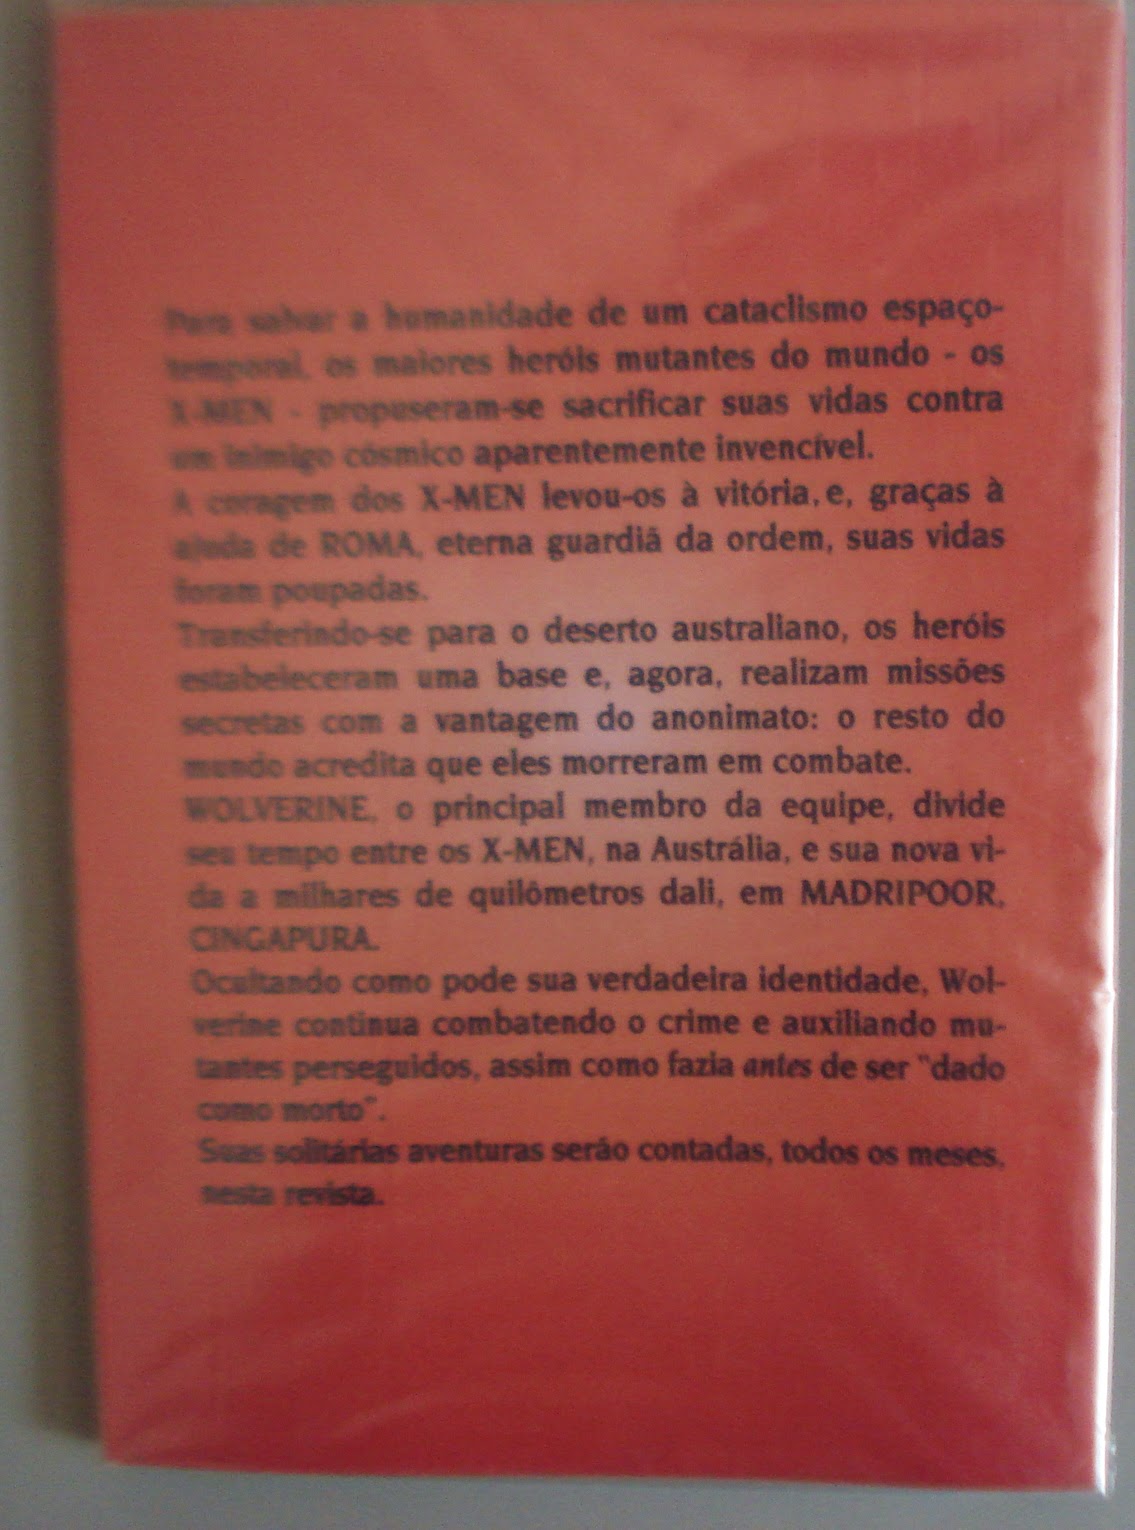 Para salvar a humanidade de um cataclismo espaço-
temporal, os maiores heróis mutantes do mundo - os
X-MEN - propuseram-se sacrificar suas vidas contra
um inimigo cósmico aparentemente invencível.
A coragem dos X-MEN levou-os à vitória, e, graças à
ajuda de ROMA, eterna guardiã da ordem, suas vidas
foram poupadas.
Transferindo-se para o deserto australiano, os heróis
estabeleceram uma base e, agora, realizam missões
secretas com a vantagem do anonimato: o resto do
mundo acredita que eles morreram em combate.
WOLVERINE, o principal membro da equipe, divide
seu tempo entre os X-MEN, na Austrália, e sua nova vi-
da a milhares de quilômetros dali, em MADRIPOOR,
CINGAPURA.
Ocultando como pode sua verdadeira identidade, Wol-
verine continua combatendo o crime e auxiliando mu-
tantes perseguidos, assim como fazia antes de ser "dado
como morto".
Suas solitárias aventuras serão contadas, todos os meses,
nesta revista.